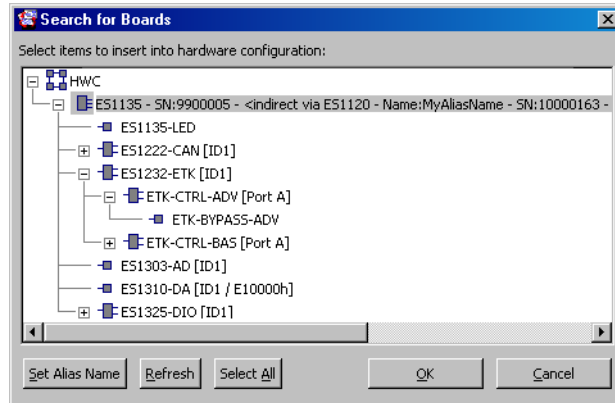 Search for Boards
Select items to insert into hardware configuration:
HWC
ES1135 - SN:9900005 - <indirect via ES1120 - Name:MyAliasName - SN:10000163 -
ES1135-LED
ES1222-CAN [ID1]
ES1232-ETK [ID1]
ETK-CTRL-ADV [Port A]
ETK-BYPASS-ADV
ETK-CTRL-BAS [Port A]
ES1303-AD [ID1]
ES1310-DA [ID1 / E10000h]
ES1325-DIO [ID1]
Set Alias Name Refresh Select All OK Cancel